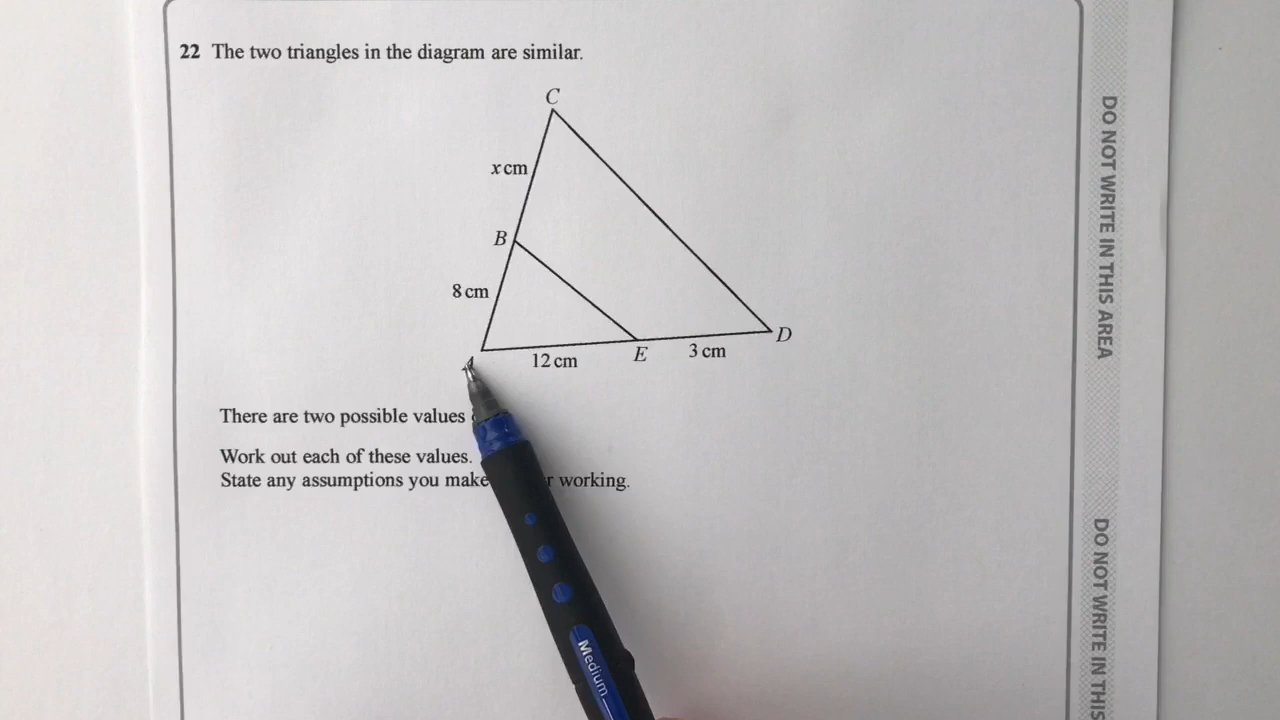 22 The two triangles in the diagram are similar.
C
x cm
B
8 cm
12 cm
E
3 cm
D
There are two possible values
Work out each of these values.
State any assumptions you make working.
Medium
DO NOT WRITE IN THIS AREA
DO NOT WRITE IN THIS